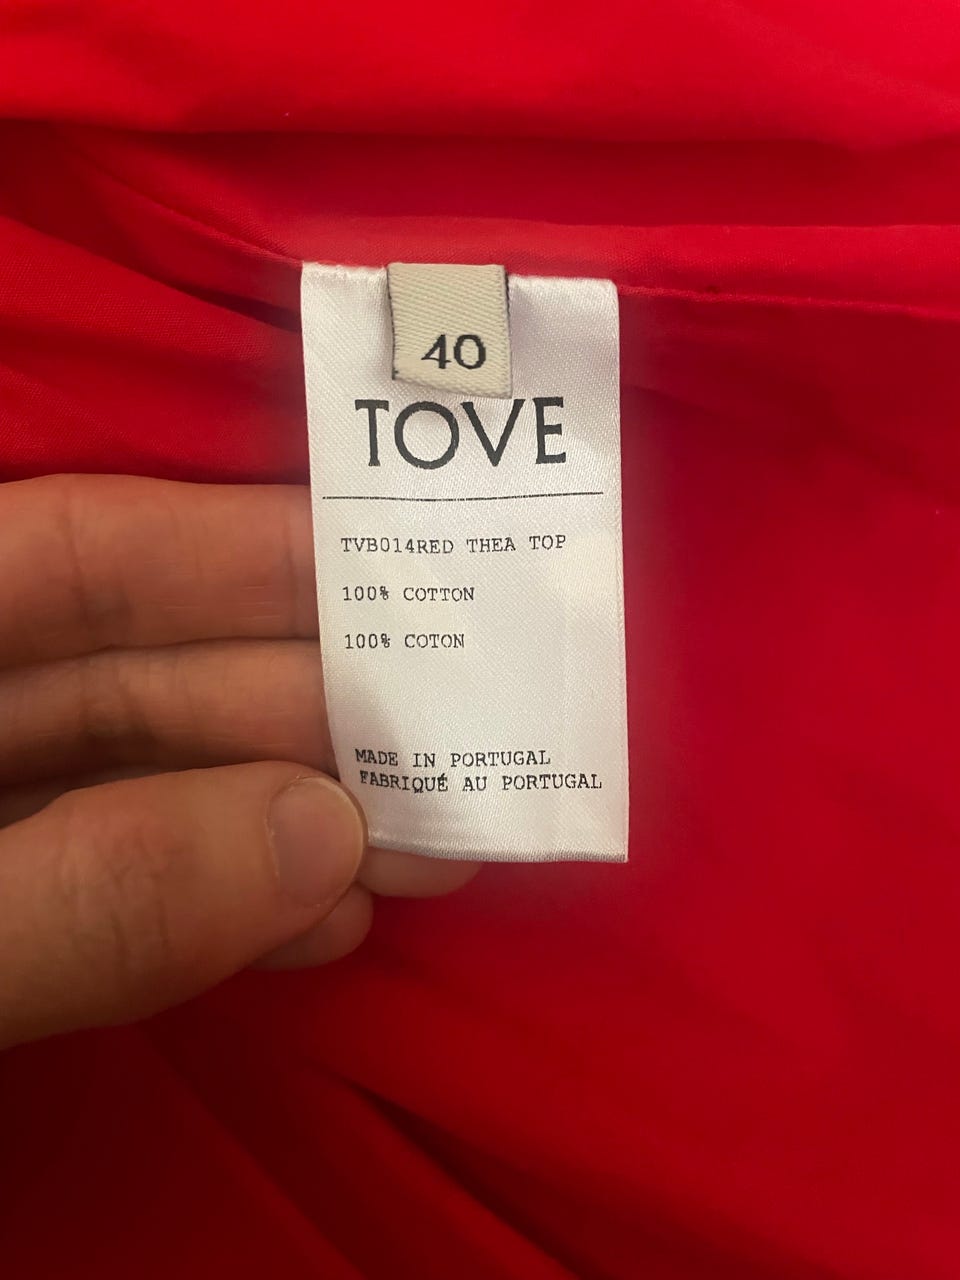 40
TOVE
TVB014RED THEA TOP
100% COTTON
100% COTON
MADE IN PORTUGAL
FABRIQUÉ AU PORTUGAL